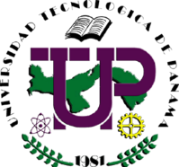 UNIVERSIDAD TECNOLOGICA DE PANAMA
UTP
1981